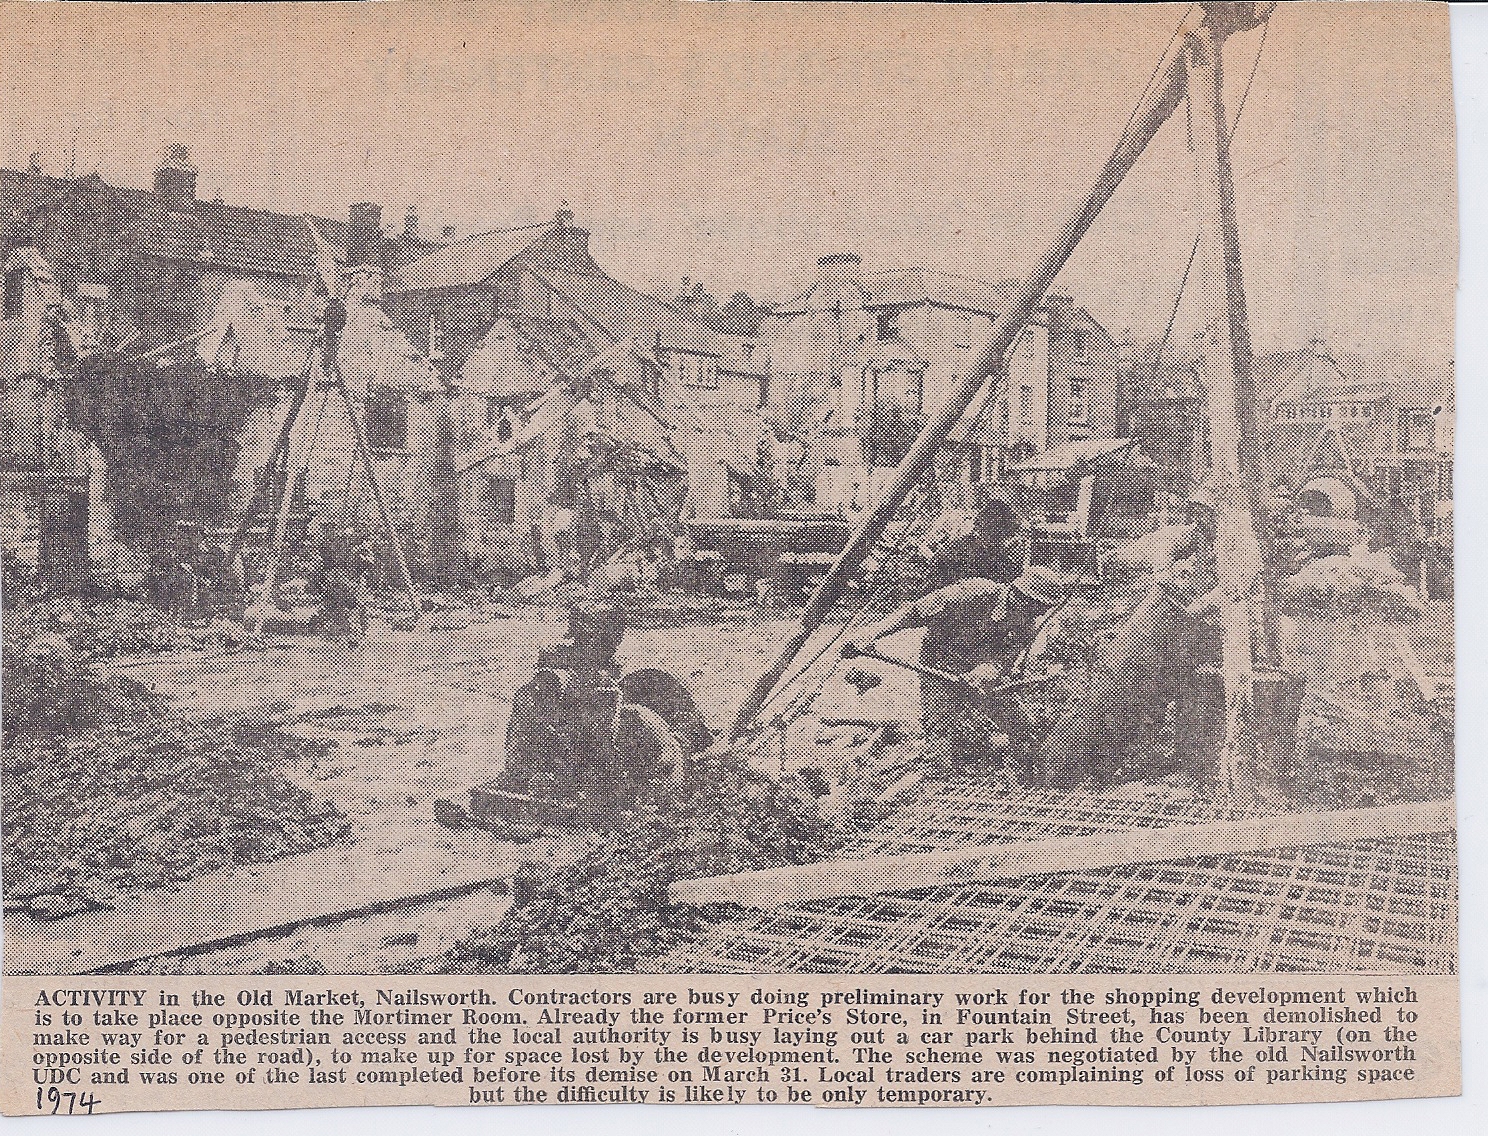 ACTIVITY in the Old Market, Nailsworth. Contractors are busy doing preliminary work for the shopping development which
is to take place opposite the Mortimer Room. Already the former Price's Store, in Fountain Street, has been demolished to
make way for a pedestrian access and the local authority is busy laying out a car park behind the County Library (on the
opposite side of the road), to make up for space lost by the development. The scheme was negotiated by the old Nailsworth
UDC and was one of the last completed before its demise on March 31. Local traders are complaining of loss of parking space
but the difficulty is likely to be only temporary.
1974